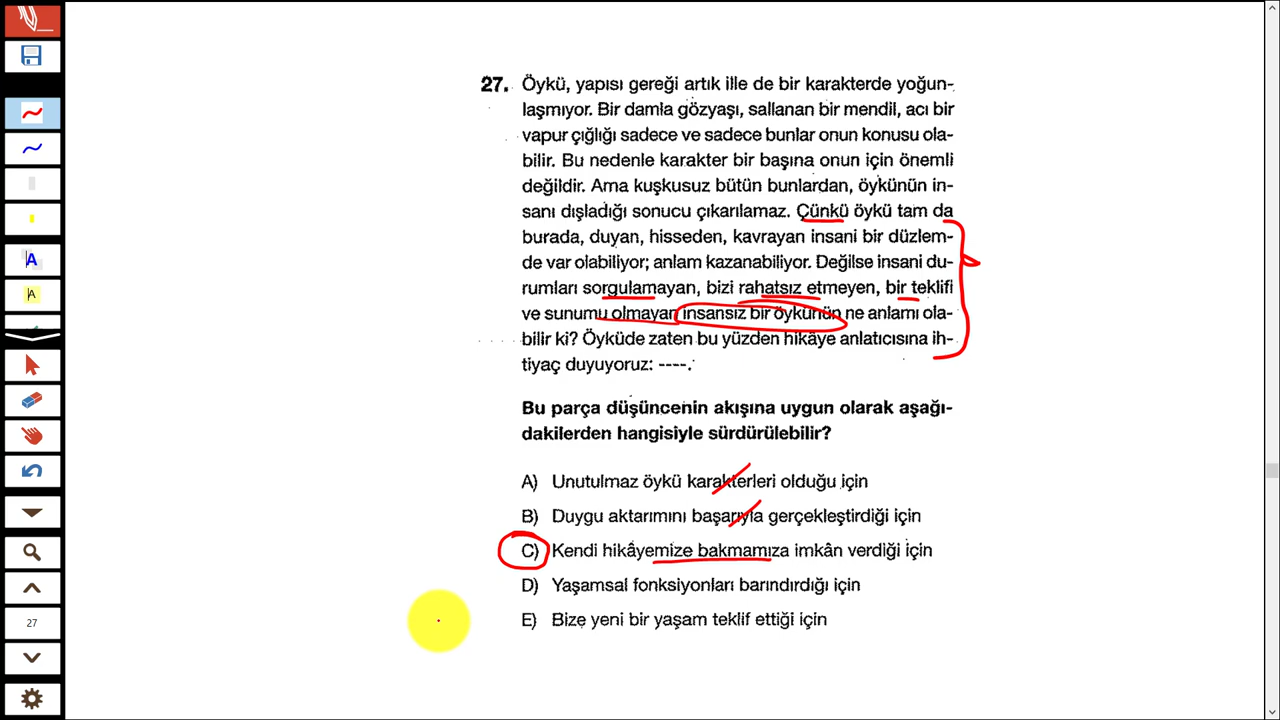 27. Öykü, yapısı gereği artık ille de bir karakterde yoğun-
laşmıyor. Bir damla gözyaşı, sallanan bir mendil, acı bir
vapur çığlığı sadece ve sadece bunlar onun konusu ola-
bilir. Bu nedenle karakter bir başına onun için önemli
değildir. Ama kuşkusuz bütün bunlardan, öykünün in-
sanı dışladığı sonucu çıkarılamaz. Çünkü öykü tam da
burada, duyan, hisseden, kavrayan insani bir düzlem-
de var olabiliyor; anlam kazanabiliyor. Değilse insani du-
rumları sorgulamayan, bizi rahatsız etmeyen, bir teklifi
ve sunumu olmayan insansız bir öykünün ne anlamı ola-
bilir ki? Öyküde zaten bu yüzden hikâye anlatıcısına ih-
tiyaç duyuyoruz: ----.
Bu parça düşüncenin akışına uygun olarak aşağı-
dakilerden hangisiyle sürdürülebilir?
A) Unutulmaz öykü karakterleri olduğu için
B) Duygu aktarımını başarıyla gerçekleştirdiği için
C) Kendi hikâyemize bakmamıza imkân verdiği için
D) Yaşamsal fonksiyonları barındırdığı için
E) Bize yeni bir yaşam teklif ettiği için
A
A
27